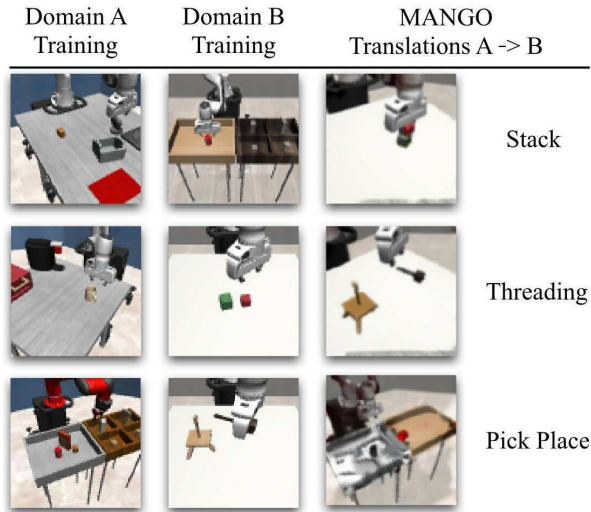 Domain A
Training
Domain B
Training
MANGO
Translations A -> B
Stack
Threading
Pick Place